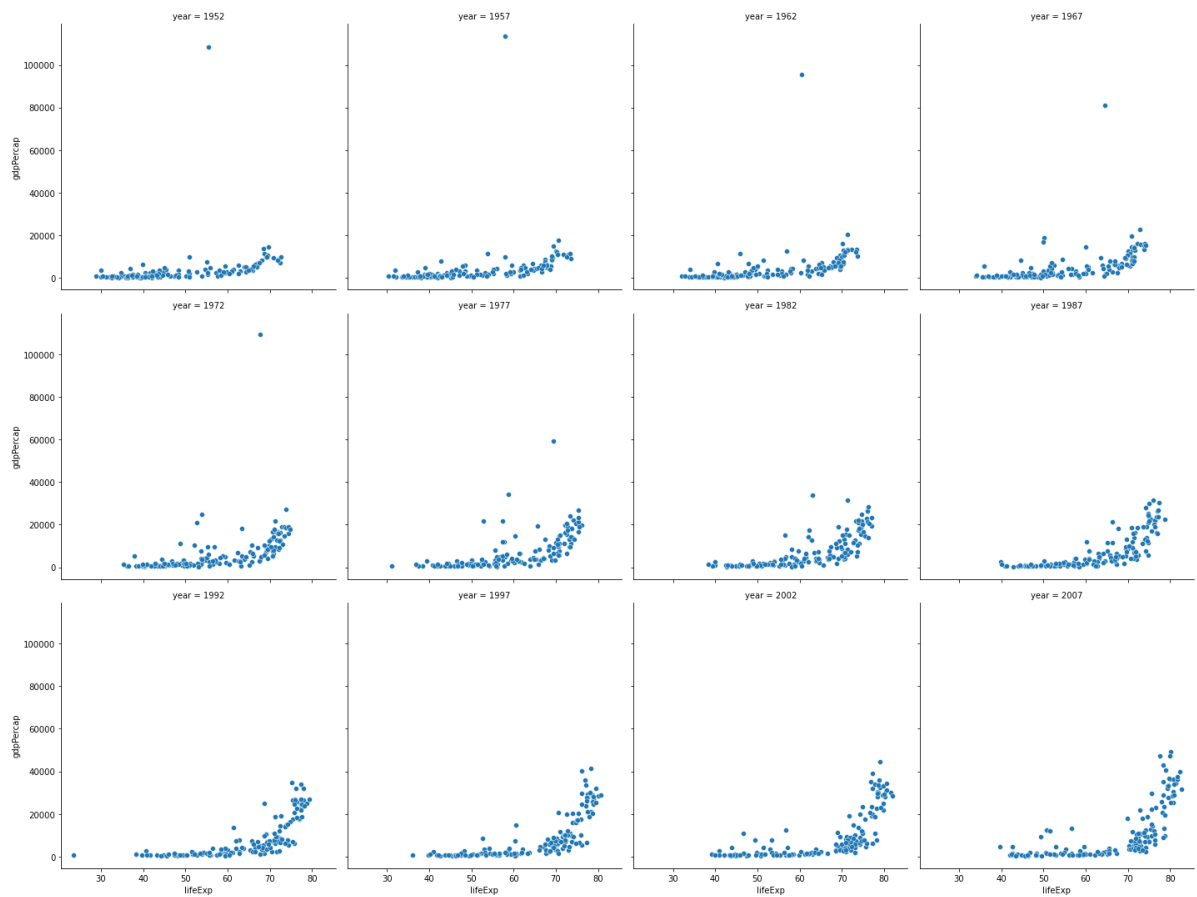 year = 1952 year = 1957 year = 1962 year = 1967
100000
80000
60000
gdpPercap
40000
20000
0
year = 1972 year = 1977 year = 1982 year = 1987
100000
80000
60000
gdpPercap
40000
20000
0
year = 1992 year = 1997 year = 2002 year = 2007
100000
80000
60000
gdpPercap
40000
20000
0
30 40 50 60 70 80 30 40 50 60 70 80 30 40 50 60 70 80 30 40 50 60 70 80
lifeExp lifeExp lifeExp lifeExp